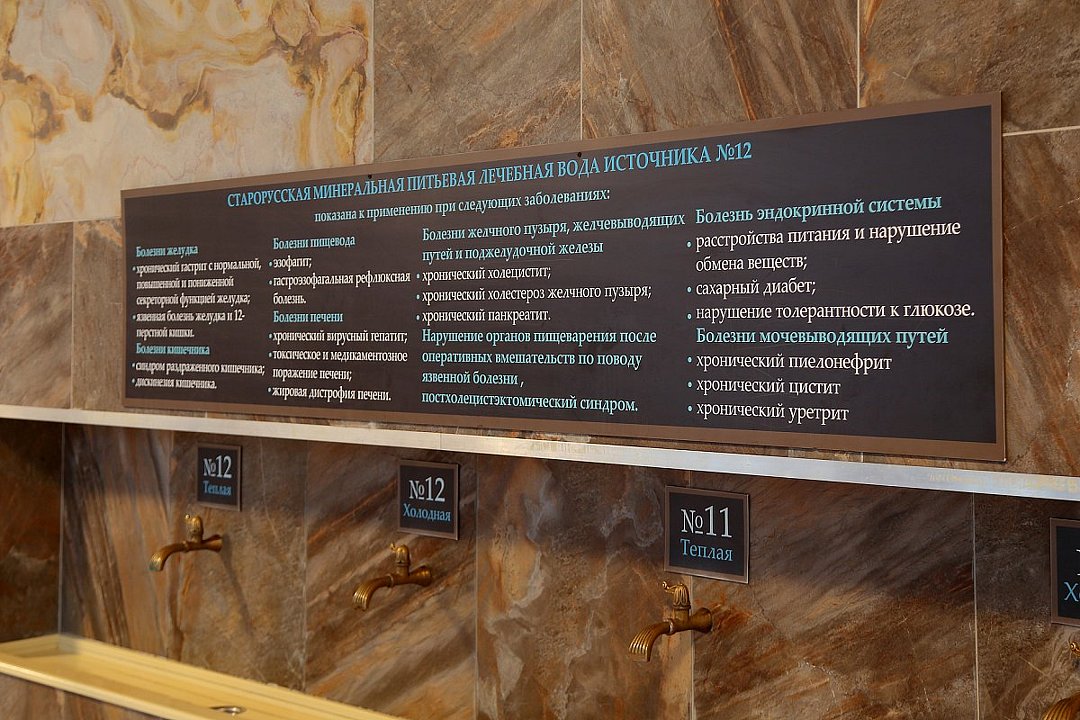 СТАРОРУССКАЯ МИНЕРАЛЬНАЯ ПИТЬЕВАЯ ЛЕЧЕБНАЯ ВОДА ИСТОЧНИКА №12
показана к применению при следующих заболеваниях:
Болезни желудка
•хронический гастрит с нормальной,
повышенной и пониженной
секреторной функцией желудка;
•язвенная болезнь желудка и 12-
перстной кишки.
Болезни кишечника
•синдром раздраженного кишечника;
•дискинезия кишечника.
Болезни пищевода
•эзофагит;
•гастроэзофагальная рефлюксная
болезнь.
Болезни печени
•хронический вирусный гепатит;
•токсическое и медикаментозное
поражение печени;
•жировая дистрофия печени.
Болезни желчного пузыря, желчевыводящих
путей и поджелудочной железы
•хронический холецистит;
•хронический холестероз желчного пузыря;
•хронический панкреатит.
Нарушение органов пищеварения после
оперативных вмешательств по поводу
язвенной болезни ,
постхолецистэктомический синдром.
Болезнь эндокринной системы
• расстройства питания и нарушение
обмена веществ;
• сахарный диабет;
• нарушение толерантности к глюкозе.
Болезни мочевыводящих путей
• хронический пиелонефрит
• хронический цистит
• хронический уретрит
№12
Теплая
№12
Холодная
№11
Теплая